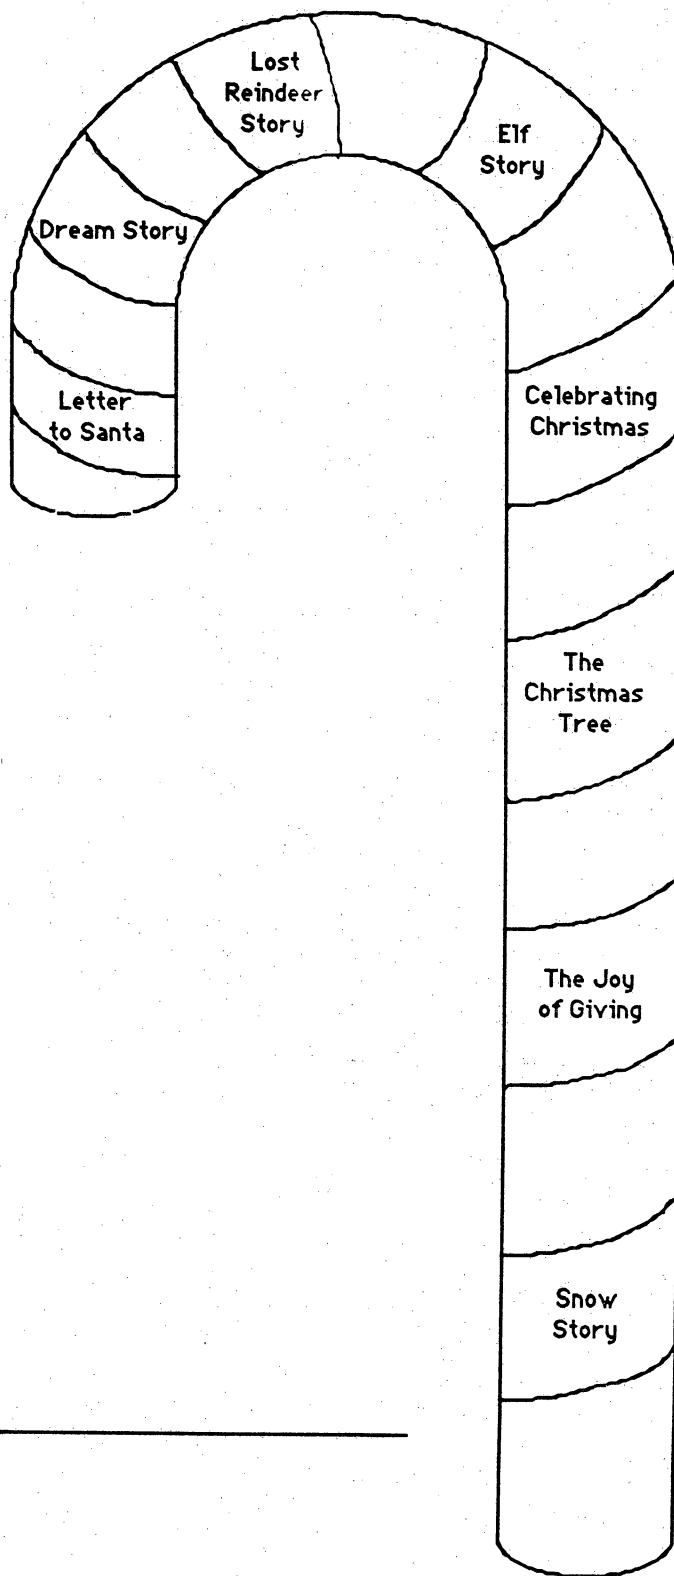 Lost
Reindeer
Story
Elf
Story
Dream Story
Letter
to Santa
Celebrating
Christmas
The
Christmas
Tree
The Joy
of Giving
Snow
Story